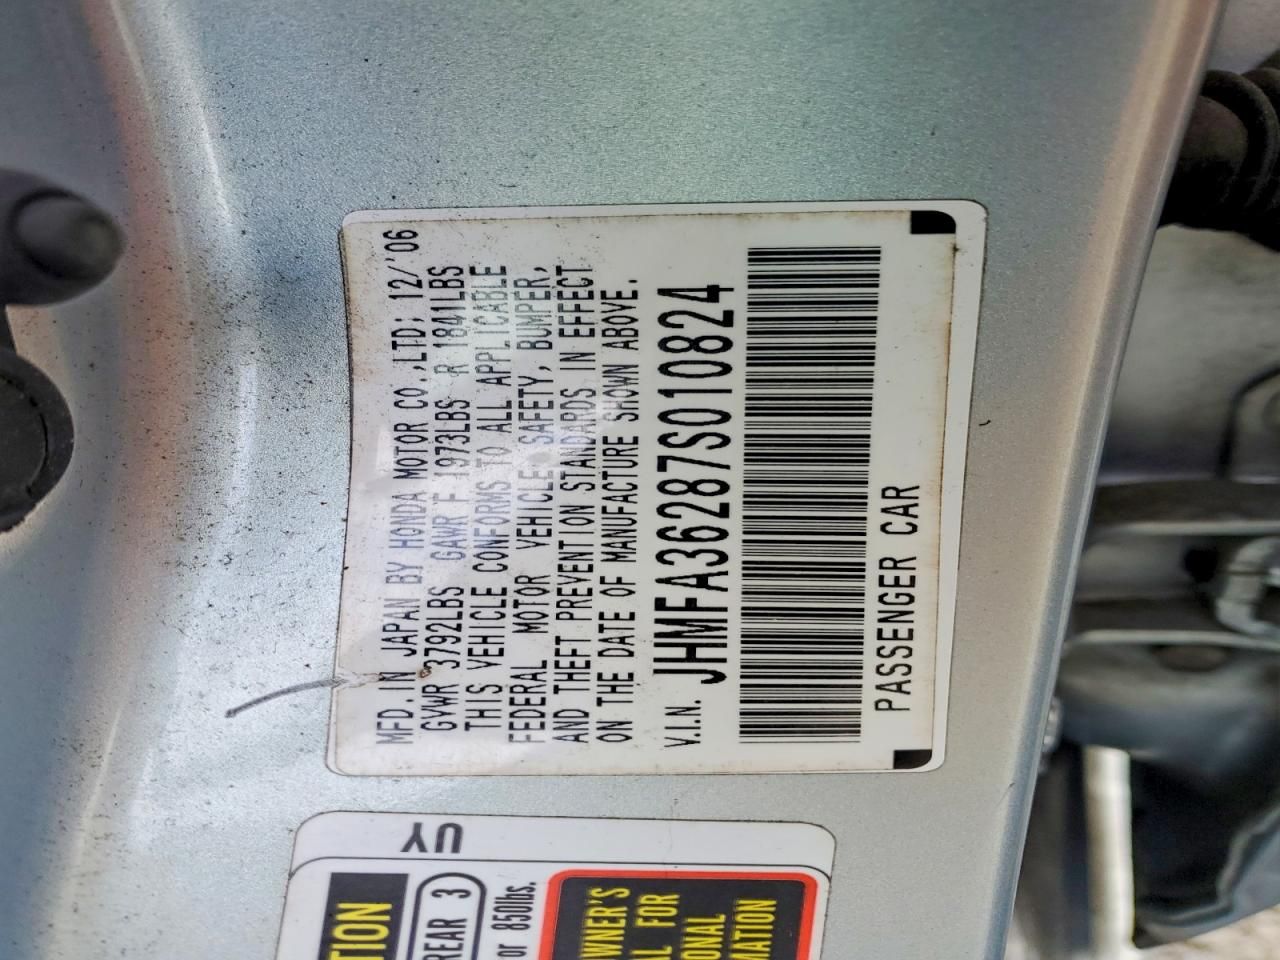 MFD. IN JAPAN BY HONDA MOTOR CO., LTD; 12/'06
GVWR 3792LBS GAWR F 1973LBS R 1841LBS
THIS VEHICLE CONFORMS TO ALL APPLICABLE
FEDERAL MOTOR VEHICLE SAFETY, BUMPER,
AND THEFT PREVENTION STANDARDS IN EFFECT
ON THE DATE OF MANUFACTURE SHOWN ABOVE.
V.I.N. JHMFA36287S010824
PASSENGER CAR
UY
TION
REAR 3
or 850lbs.
WNER'S
AL FOR
ONAL
MATION